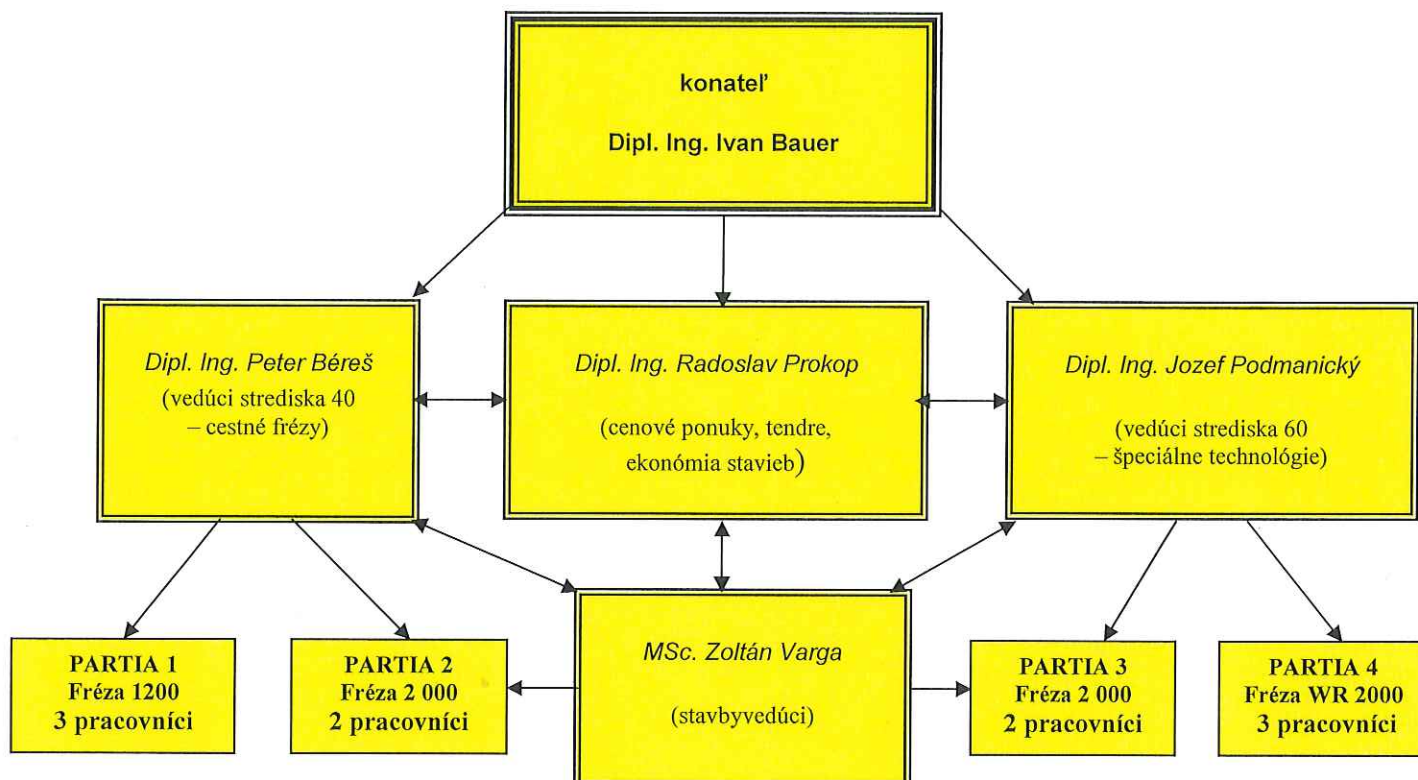 konateľ
Dipl. Ing. Ivan Bauer
Dipl. Ing. Peter Béreš
(vedúci strediska 40
– cestné frézy)
Dipl. Ing. Radoslav Prokop
(cenové ponuky, tendre,
ekonómia stavieb)
Dipl. Ing. Jozef Podmanický
(vedúci strediska 60
– špeciálne technológie)
PARTIA 1
Fréza 1200
3 pracovníci
PARTIA 2
Fréza 2 000
2 pracovníci
MSc. Zoltán Varga
(stavbyvedúci)
PARTIA 3
Fréza 2 000
2 pracovníci
PARTIA 4
Fréza WR 2000
3 pracovníci